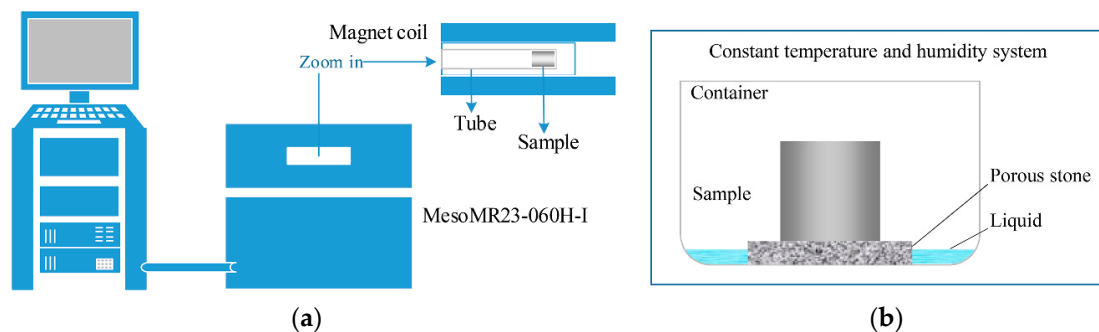 Magnet coil
Zoom in
Tube
Sample
MesoMR23-060H-I
(a)
Constant temperature and humidity system
Container
Sample
Porous stone
Liquid
(b)